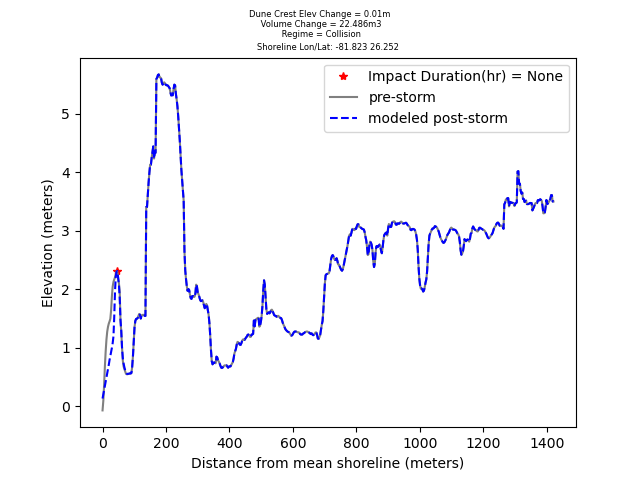 Dune Crest Elev Change = 0.01m
Volume Change = 22.486m3
Regime = Collision
Shoreline Lon/Lat: -81.823 26.252
Impact Duration(hr) = None
pre-storm
modeled post-storm
Elevation (meters)
5
4
3
2
1
0
0 200 400 600 800 1000 1200 1400
Distance from mean shoreline (meters)